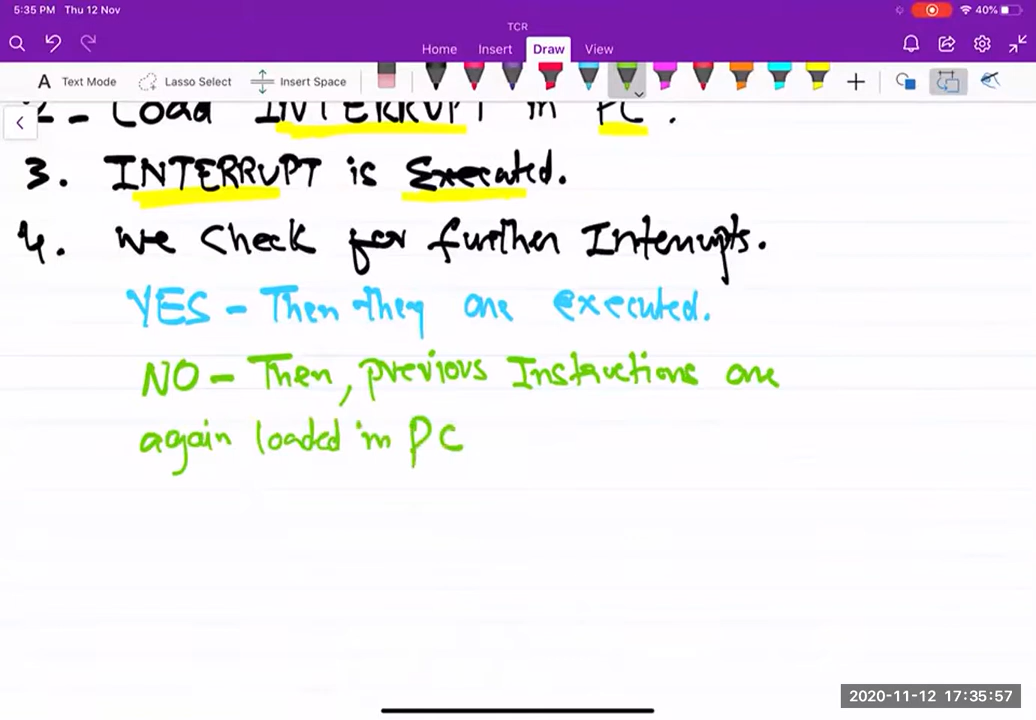 5:35 PM Thu 12 Nov
40%
TCR
Home Insert Draw View
A Text Mode Lasso Select Insert Space
2 - Load INTERRUPT in PC.
3. INTERRUPT is Executed.
4. We Check for further Interrupts.
YES - Then they are executed.
NO - Then, previous Instructions are
again loaded in PC
2020-11-12 17:35:57